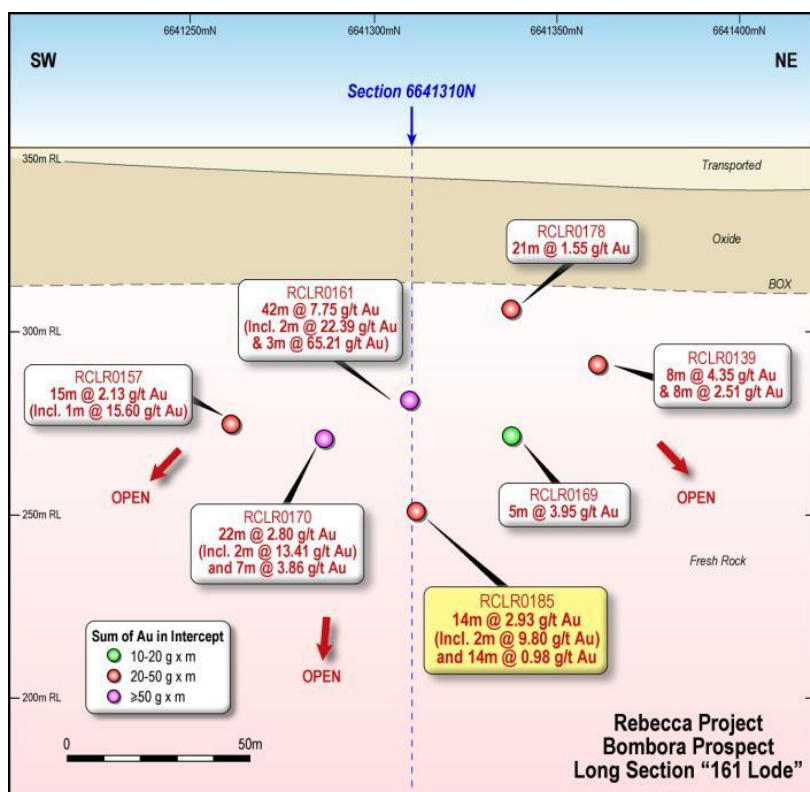 6641250mN
6641300mN
6641350mN
6641400mN
SW
NE
Section 6641310N
350m RL
Transported
Oxide
BOX
RCLR0178
21m @ 1.55 g/t Au
RCLR0161
42m @ 7.75 g/t Au
(Incl. 2m @ 22.39 g/t Au
& 3m @ 65.21 g/t Au)
300m RL
RCLR0157
15m @ 2.13 g/t Au
(Incl. 1m @ 15.60 g/t Au)
RCLR0139
8m @ 4.35 g/t Au
& 8m @ 2.51 g/t Au
OPEN
RCLR0170
22m @ 2.80 g/t Au
(Incl. 2m @ 13.41 g/t Au)
and 7m @ 3.86 g/t Au
RCLR0169
5m @ 3.95 g/t Au
OPEN
250m RL
Fresh Rock
RCLR0185
14m @ 2.93 g/t Au
(Incl. 2m @ 9.80 g/t Au)
and 14m @ 0.98 g/t Au
OPEN
Sum of Au in Intercept
10-20 g x m
20-50 g x m
≥50 g x m
200m RL
0
50m
Rebecca Project
Bombora Prospect
Long Section "161 Lode"